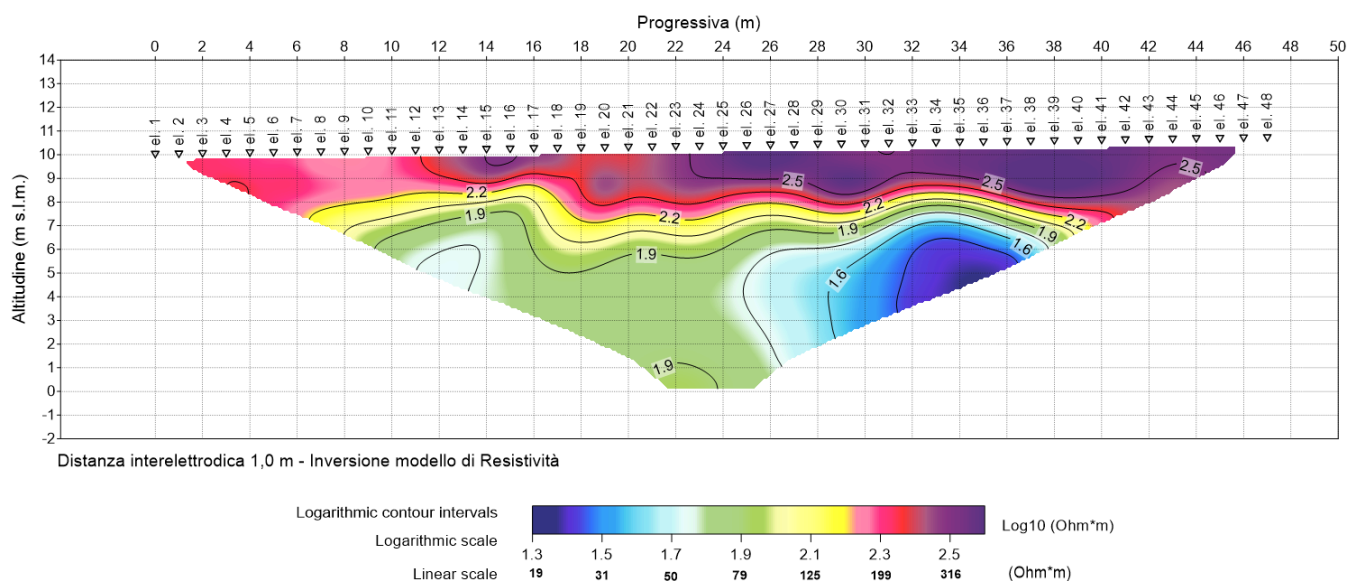 Progressiva (m)
0 2 4 6 8 10 12 14 16 18 20 22 24 26 28 30 32 34 36 38 40 42 44 46 48 50
14
13
12
11
10
9
8
7
6
5
4
3
2
1
0
-1
-2
Altitudine (m s.l.m.)
el. 1 el. 2 el. 3 el. 4 el. 5 el. 6 el. 7 el. 8 el. 9 el. 10 el. 11 el. 12 el. 13 el. 14 el. 15 el. 16 el. 17 el. 18 el. 19 el. 20 el. 21 el. 22 el. 23 el. 24 el. 25 el. 26 el. 27 el. 28 el. 29 el. 30 el. 31 el. 32 el. 33 el. 34 el. 35 el. 36 el. 37 el. 38 el. 39 el. 40 el. 41 el. 42 el. 43 el. 44 el. 45 el. 46 el. 47 el. 48
2.5 2.5 2.5
2.2 2.2 2.2 2.2
1.9 1.9 1.9 1.9
1.6 1.6
1.9
Distanza interelettrodica 1,0 m - Inversione modello di Resistività
Logarithmic contour intervals Log10 (Ohm*m)
Logarithmic scale 1.3 1.5 1.7 1.9 2.1 2.3 2.5
Linear scale 19 31 50 79 125 199 316 (Ohm*m)